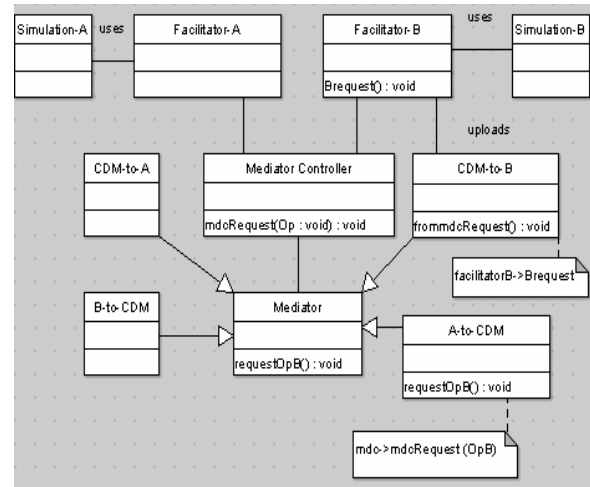 Simulation-A
uses
Facilitator-A
Facilitator-B
uses
Simulation-B
Brequest() : void
uploads
CDM-to-A
Mediator Controller
CDM-to-B
mdcRequest(Op : void) : void
frommdcRequest() : void
facilitatorB->Brequest
B-to-CDM
Mediator
A-to-CDM
requestOpB() : void
requestOpB() : void
mdc->mdcRequest (OpB)